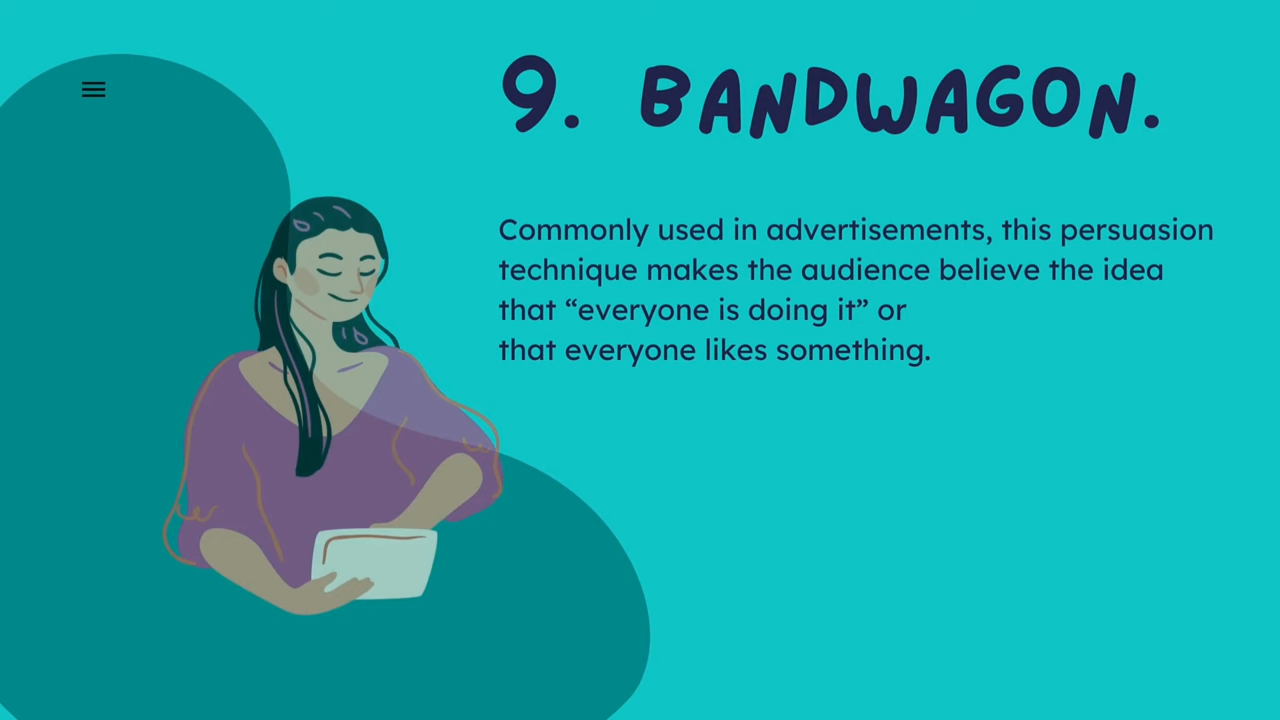 9. BANDWAGON.
Commonly used in advertisements, this persuasion
technique makes the audience believe the idea
that “everyone is doing it” or
that everyone likes something.